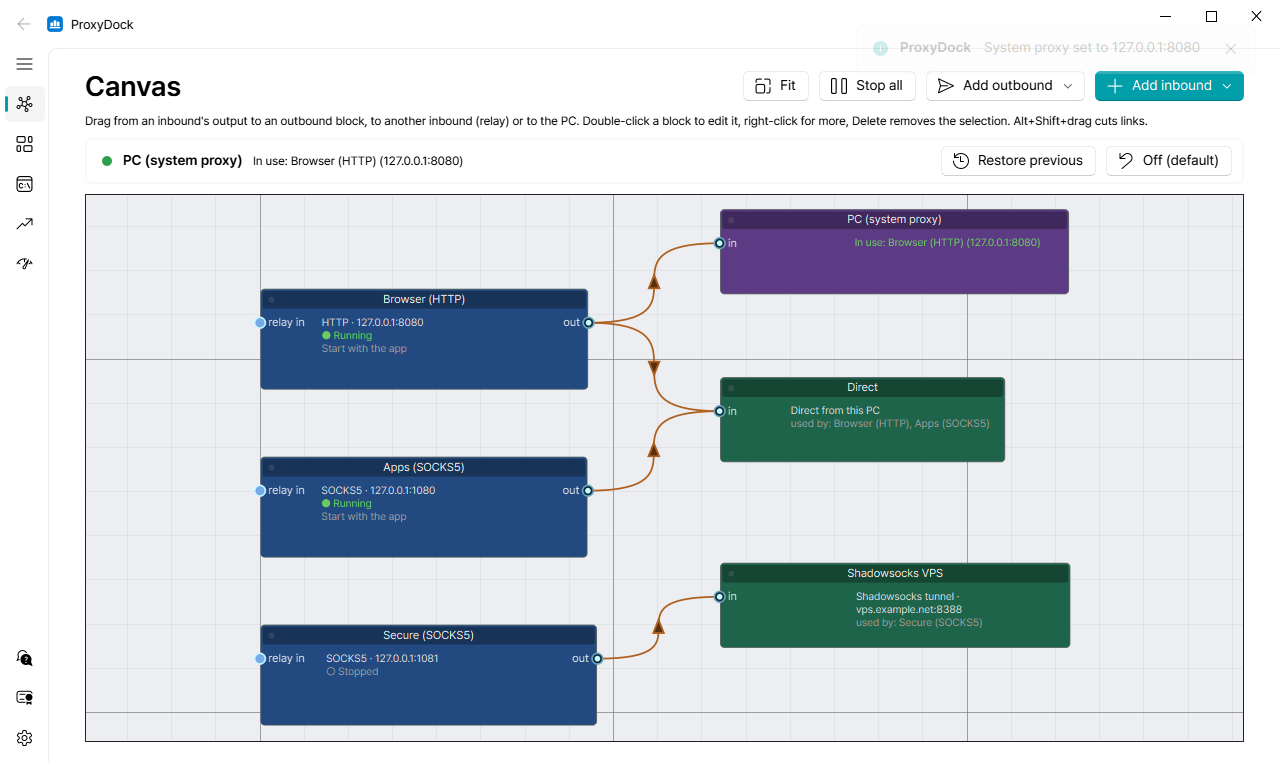 ProxyDock
ProxyDock System proxy set to 127.0.0.1:8080
Canvas
Fit
Stop all
Add outbound
Add inbound
Drag from an inbound's output to an outbound block, to another inbound (relay) or to the PC. Double-click a block to edit it, right-click for more, Delete removes the selection. Alt+Shift+drag cuts links.
PC (system proxy) In use: Browser (HTTP) (127.0.0.1:8080)
Restore previous
Off (default)
PC (system proxy)
in
In use: Browser (HTTP) (127.0.0.1:8080)
Browser (HTTP)
relay in
HTTP · 127.0.0.1:8080
out
Running
Start with the app
Direct
in
Direct from this PC
used by: Browser (HTTP), Apps (SOCKS5)
Apps (SOCKS5)
relay in
SOCKS5 · 127.0.0.1:1080
out
Running
Start with the app
Shadowsocks VPS
in
Shadowsocks tunnel ·
vps.example.net:8388
used by: Secure (SOCKS5)
Secure (SOCKS5)
relay in
SOCKS5 · 127.0.0.1:1081
out
Stopped